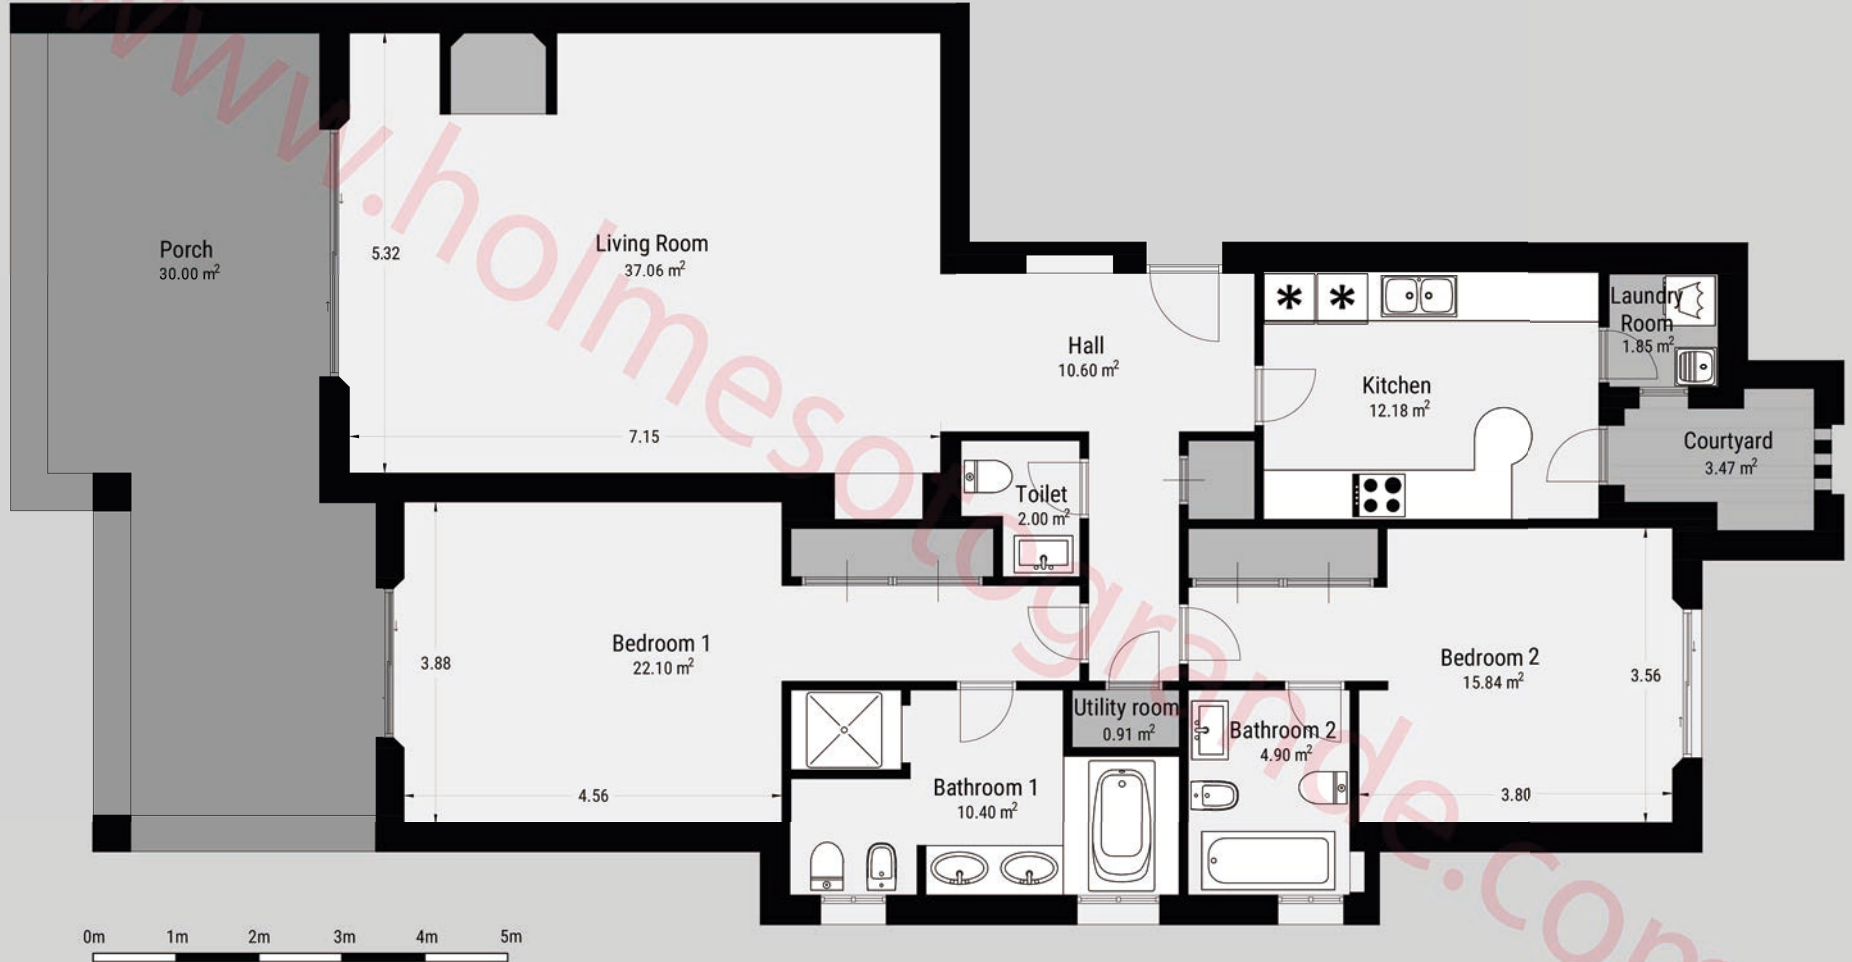 www.holmesotogrande.com
Porch
30.00 m²
5.32
Living Room
37.06 m²
7.15
Hall
10.60 m²
* *
Kitchen
12.18 m²
Laundry
Room
1.85 m²
Courtyard
3.47 m²
Toilet
2.00 m²
Bedroom 1
22.10 m²
3.88
4.56
Bedroom 2
15.84 m²
3.56
3.80
Utility room
0.91 m²
Bathroom 2
4.90 m²
Bathroom 1
10.40 m²
0m 1m 2m 3m 4m 5m